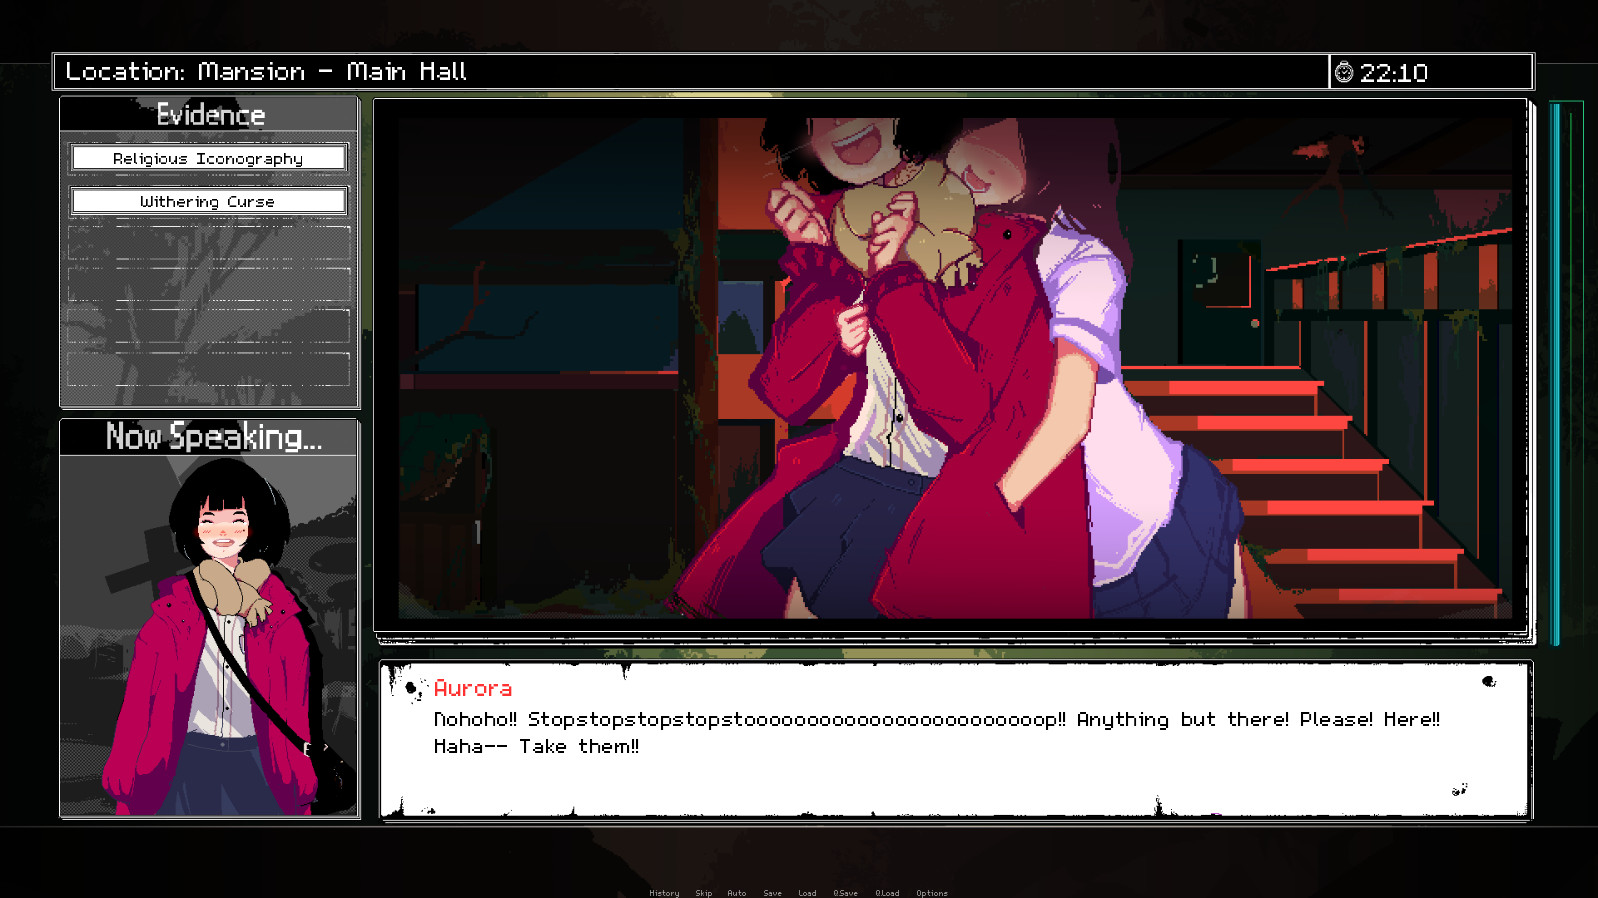 Location: Mansion - Main Hall
22:10
Evidence
Religious Iconography
Withering Curse
Now Speaking...
Aurora
Nohoho!! Stopstopstopstopstoooooooooooooooooooooooop!! Anything but there! Please! Here!!
Haha-- Take them!!
History Skip Auto Save Load Q.Save Q.Load Options